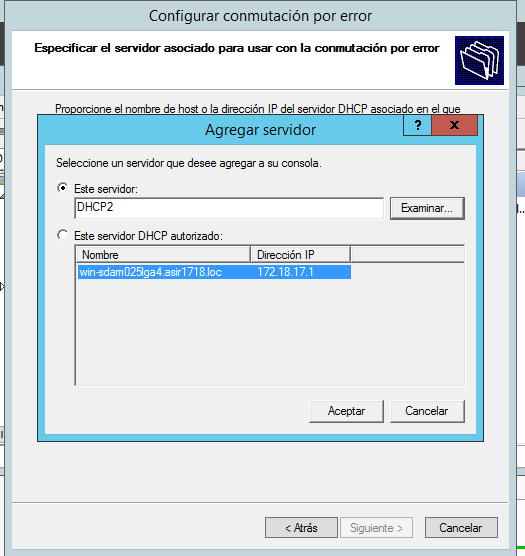 Configurar conmutación por error
Especificar el servidor asociado para usar con la conmutación por error
Proporcione el nombre de host o la dirección IP del servidor DHCP asociado en el que
Agregar servidor
? x
Seleccione un servidor que desee agregar a su consola.
Este servidor:
DHCP2 Examinar...
Este servidor DHCP autorizado:
Nombre Dirección IP
win-sdam025lga4.asir1718.loc 172.18.17.1
Aceptar Cancelar
< Atrás Siguiente > Cancelar